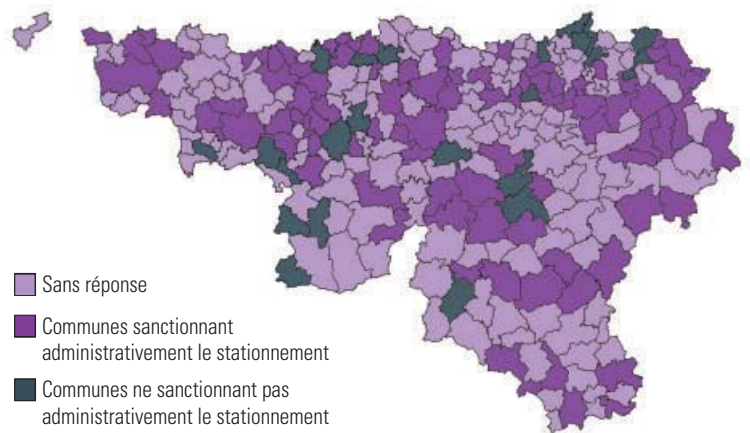 Sans réponse
Communes sanctionnant
administrativement le stationnement
Communes ne sanctionnant pas
administrativement le stationnement